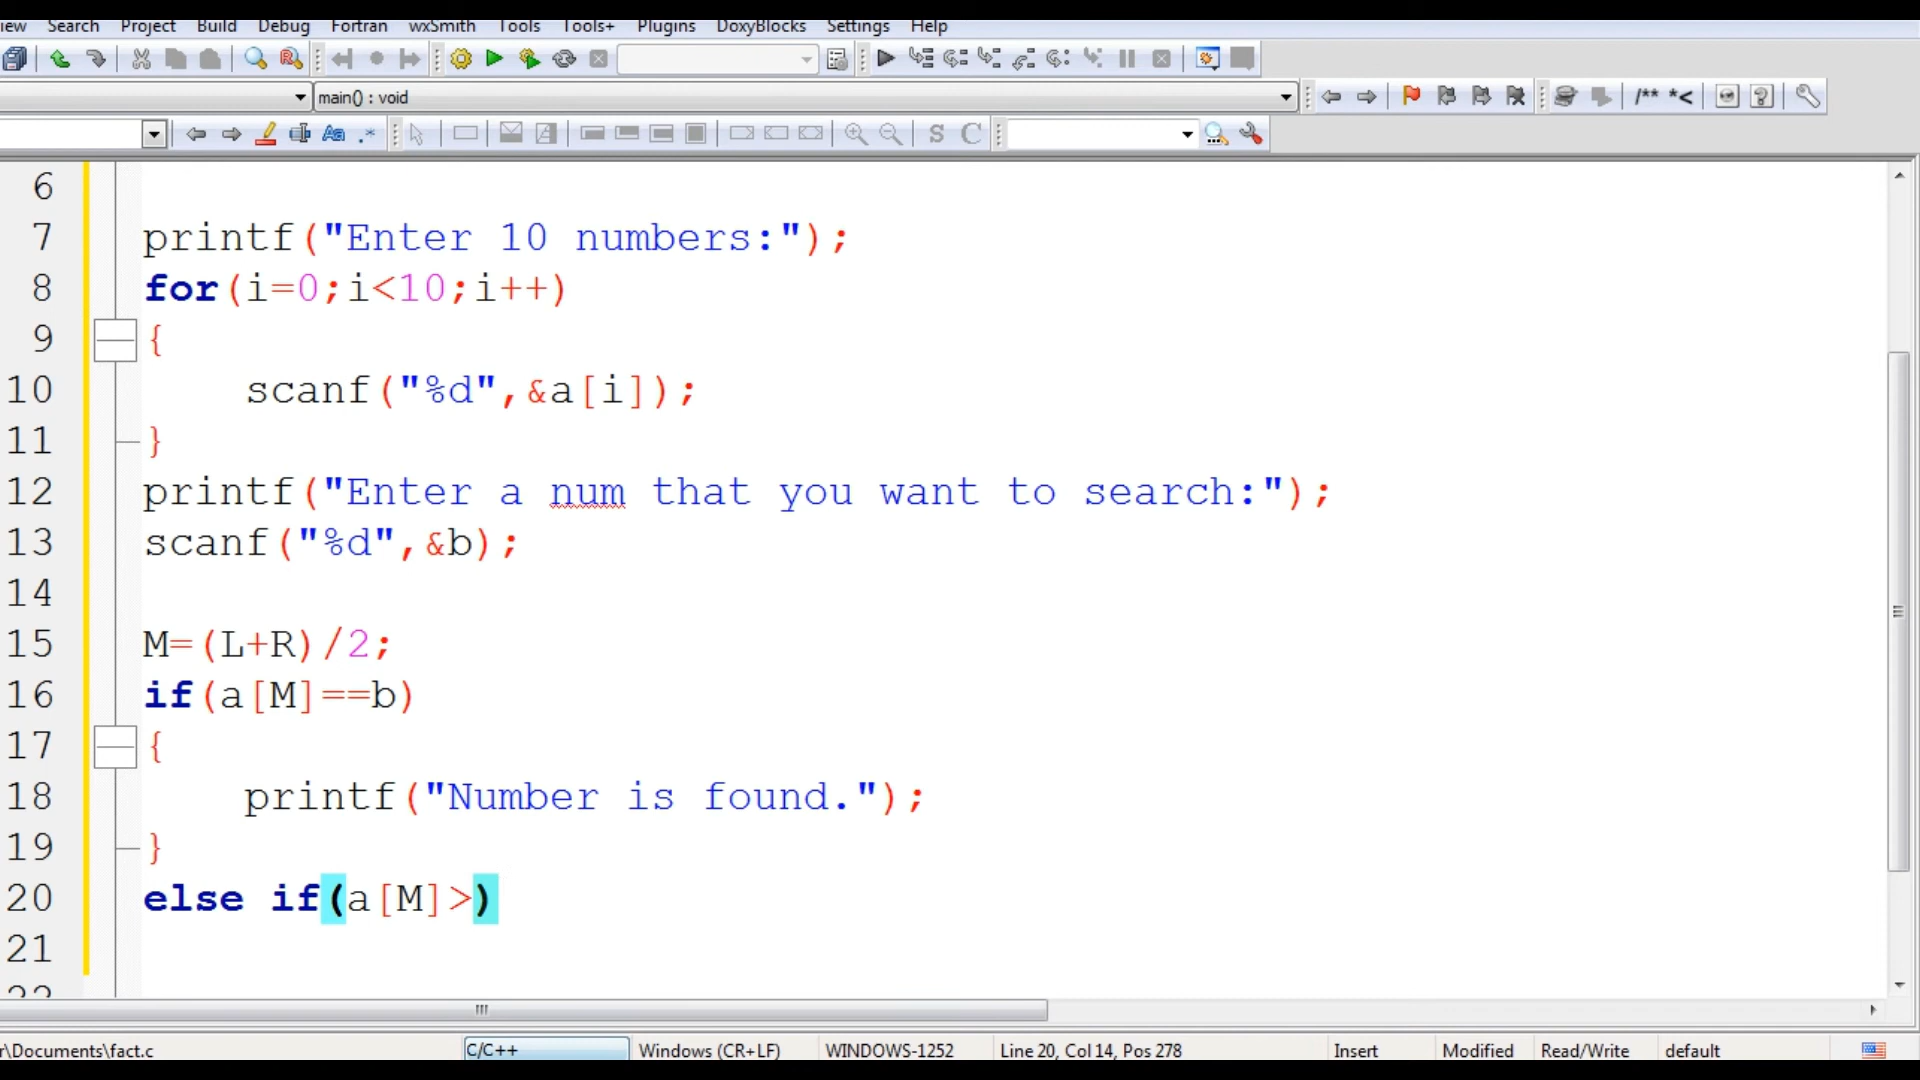 iew Search Project Build Debug Fortran wxSmith Tools Tools+ Plugins DoxyBlocks Settings Help
main() : void
/** *<
Aa .* S C
6
7 printf("Enter 10 numbers:");
8 for(i=0;i<10;i++)
9 {
10 scanf("%d",&a[i]);
11 }
12 printf("Enter a num that you want to search:");
13 scanf("%d",&b);
14
15 M=(L+R)/2;
16 if(a[M]==b)
17 {
18 printf("Number is found.");
19 }
20 else if(a[M]>)
21
22
r\Documents\fact.c C/C++ Windows (CR+LF) WINDOWS-1252 Line 20, Col 14, Pos 278 Insert Modified Read/Write default